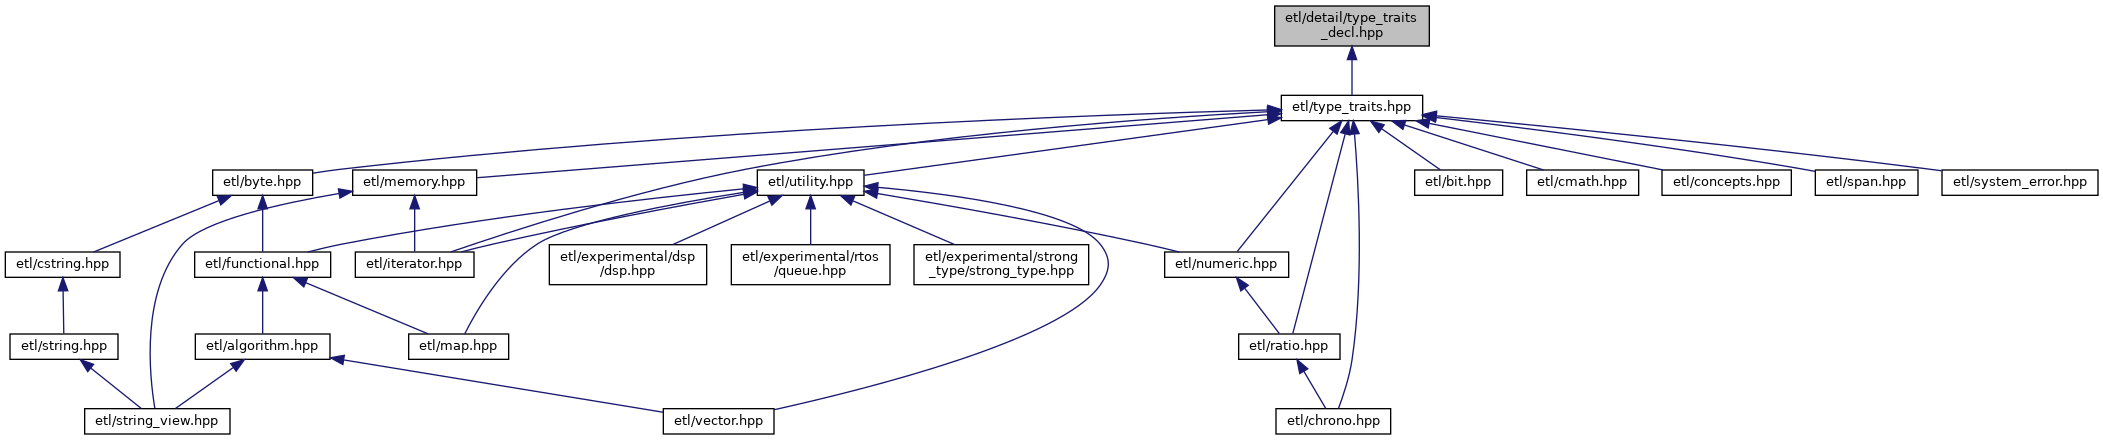 etl/detail/type_traits
_decl.hpp
etl/type_traits.hpp
etl/byte.hpp
etl/memory.hpp
etl/utility.hpp
etl/bit.hpp
etl/cmath.hpp
etl/concepts.hpp
etl/span.hpp
etl/system_error.hpp
etl/cstring.hpp
etl/functional.hpp
etl/iterator.hpp
etl/experimental/dsp
/dsp.hpp
etl/experimental/rtos
/queue.hpp
etl/experimental/strong
_type/strong_type.hpp
etl/numeric.hpp
etl/string.hpp
etl/algorithm.hpp
etl/map.hpp
etl/ratio.hpp
etl/string_view.hpp
etl/vector.hpp
etl/chrono.hpp